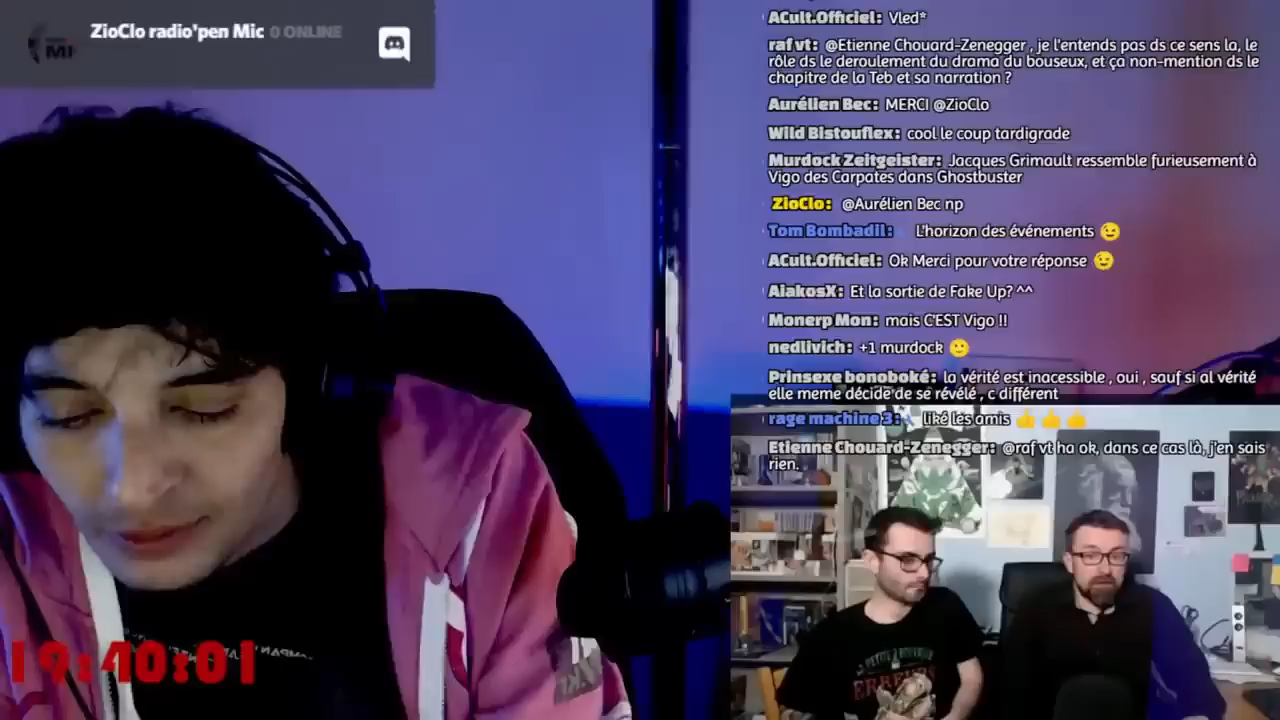 ZioClo radio'pen Mic 0 ONLINE
MI
ACult.Officiel: Vled*
raf vt: @Etienne Chouard-Zenegger , je l'entends pas ds ce sens la, le
rôle ds le deroulement du drama du bouseux, et ça non-mention ds le
chapitre de la Teb et sa narration ?
Aurélien Bec: MERCI @ZioClo
Wild Bistouflex: cool le coup tardigrade
Murdock Zeitgeister: Jacques Grimault ressemble furieusement à
Vigo des Carpates dans Ghostbuster
ZioClo: @Aurélien Bec np
Tom Bombadil: L'horizon des événements 😉
ACult.Officiel: Ok Merci pour votre réponse 😉
AiakosX: Et la sortie de Fake Up? ^^
Monerp Mon: mais C'EST Vigo !!
nedlivich: +1 murdock 🙂
Prinsexe bonoboké: la vérité est inacessible , oui , sauf si al vérité
elle meme décide de se révélé , c différent
rage machine 3: liké les amis 👍👍👍
Etienne Chouard-Zenegger: @raf vt ha ok, dans ce cas là, j'en sais
rien.
19:40:01
ERREURS